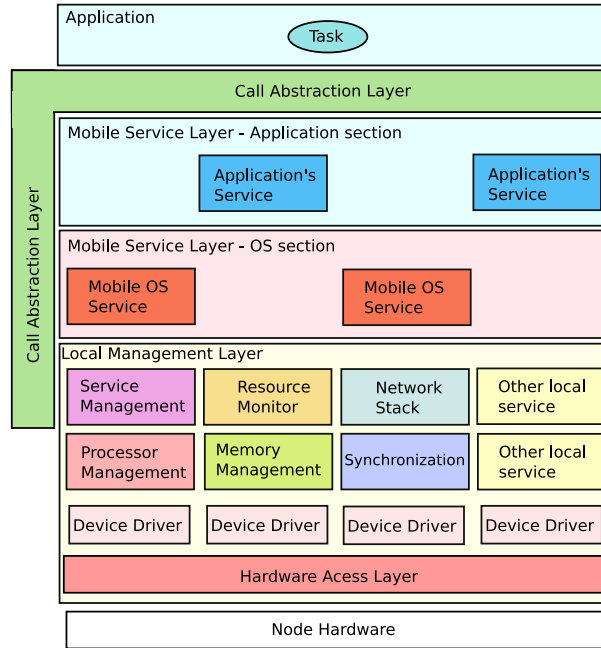 Application
Task
Call Abstraction Layer
Call Abstraction Layer
Mobile Service Layer - Application section
Application's
Service
Application's
Service
Mobile Service Layer - OS section
Mobile OS
Service
Mobile OS
Service
Local Management Layer
Service
Management
Resource
Monitor
Network
Stack
Other local
service
Processor
Management
Memory
Management
Synchronization
Other local
service
Device Driver
Device Driver
Device Driver
Device Driver
Hardware Acess Layer
Node Hardware